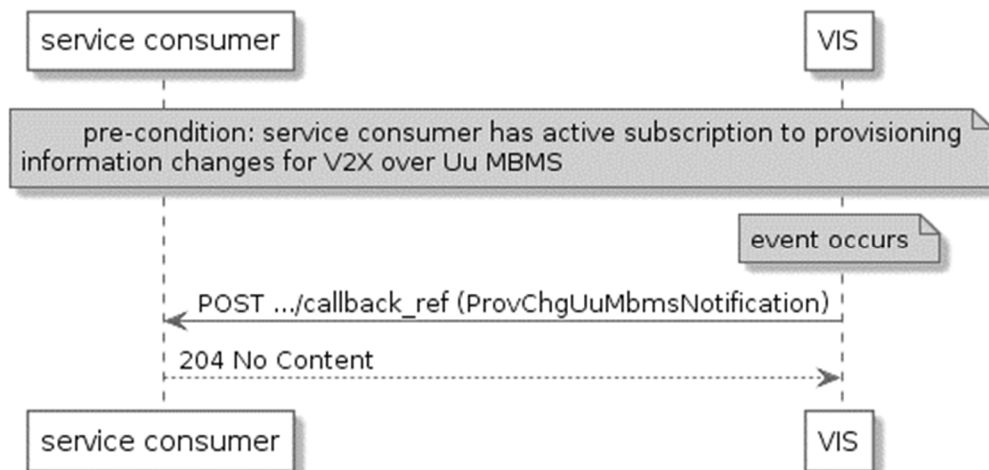 service consumer
VIS
pre-condition: service consumer has active subscription to provisioning
information changes for V2X over Uu MBMS
event occurs
POST .../callback_ref (ProvChgUuMbmsNotification)
204 No Content
service consumer
VIS